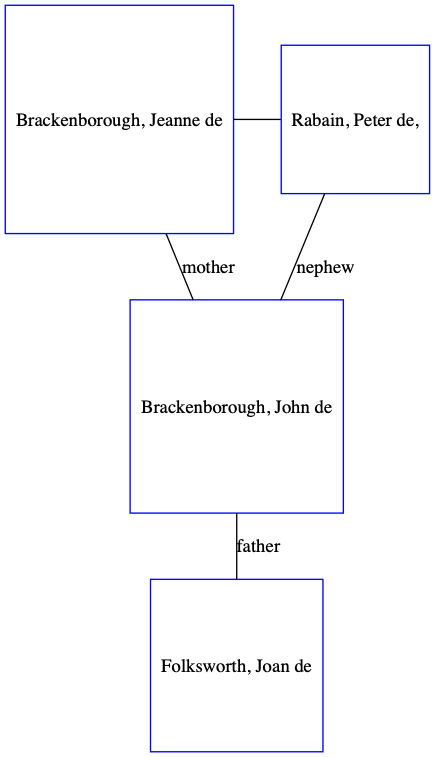 Brackenborough, Jeanne de
Rabain, Peter de,
mother
nephew
Brackenborough, John de
father
Folksworth, Joan de